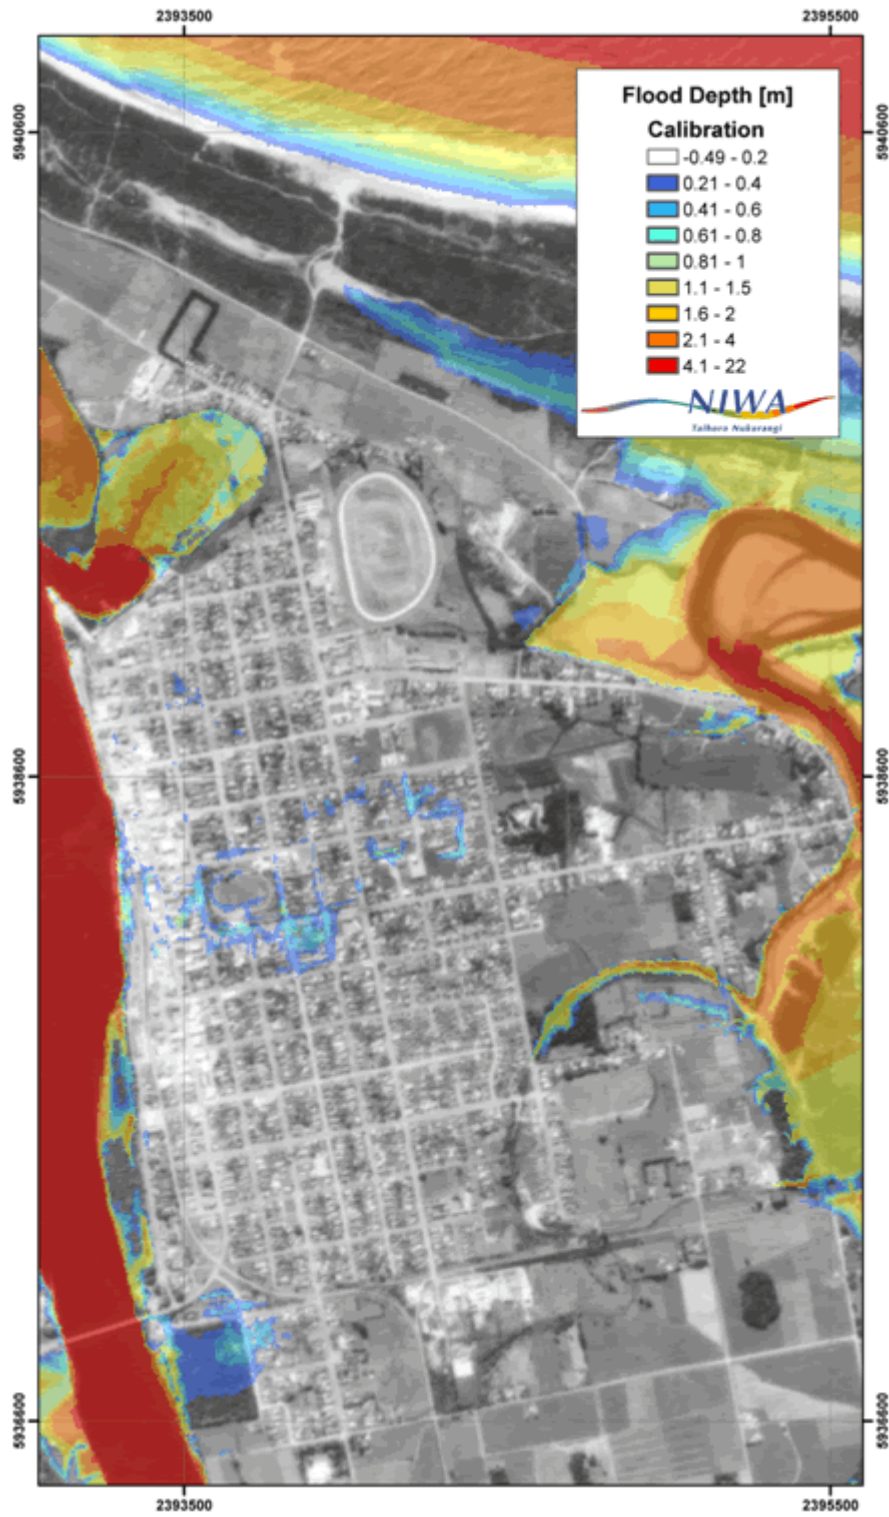 2393500 2395500
5940600 5940600
Flood Depth [m]
Calibration
-0.49 - 0.2
0.21 - 0.4
0.41 - 0.6
0.61 - 0.8
0.81 - 1
1.1 - 1.5
1.6 - 2
2.1 - 4
4.1 - 22
NIWA
Taihoro Nukurangi
5938600 5938600
5936600 5936600
2393500 2395500